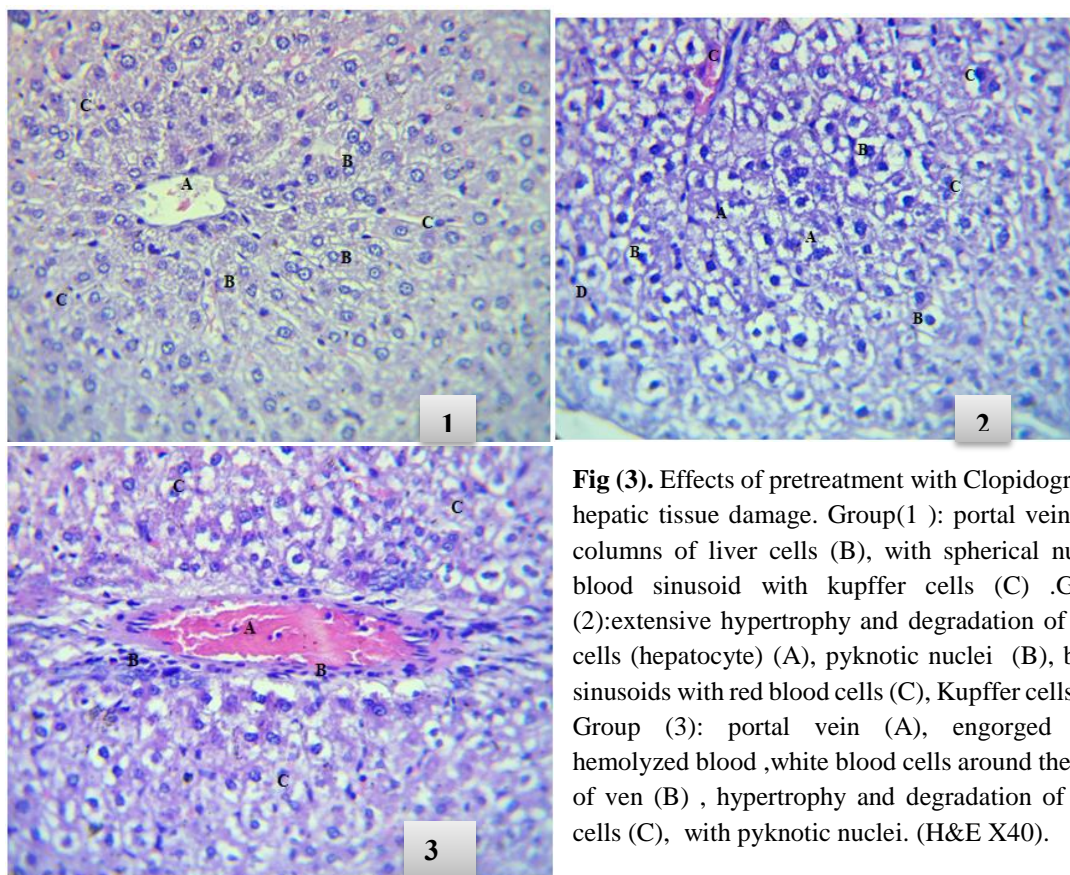 C
B
A
C
B
B
C
1
C
C
B
C
A
A
B
D
B
2
C
C
A
B
B
C
3
Fig (3). Effects of pretreatment with Clopidogr
hepatic tissue damage. Group(1 ): portal vein
columns of liver cells (B), with spherical nu
blood sinusoid with kupffer cells (C) .G
(2):extensive hypertrophy and degradation of
cells (hepatocyte) (A), pyknotic nuclei (B), b
sinusoids with red blood cells (C), Kupffer cells
Group (3): portal vein (A), engorged
hemolyzed blood ,white blood cells around the
of ven (B) , hypertrophy and degradation of
cells (C), with pyknotic nuclei. (H&E X40).